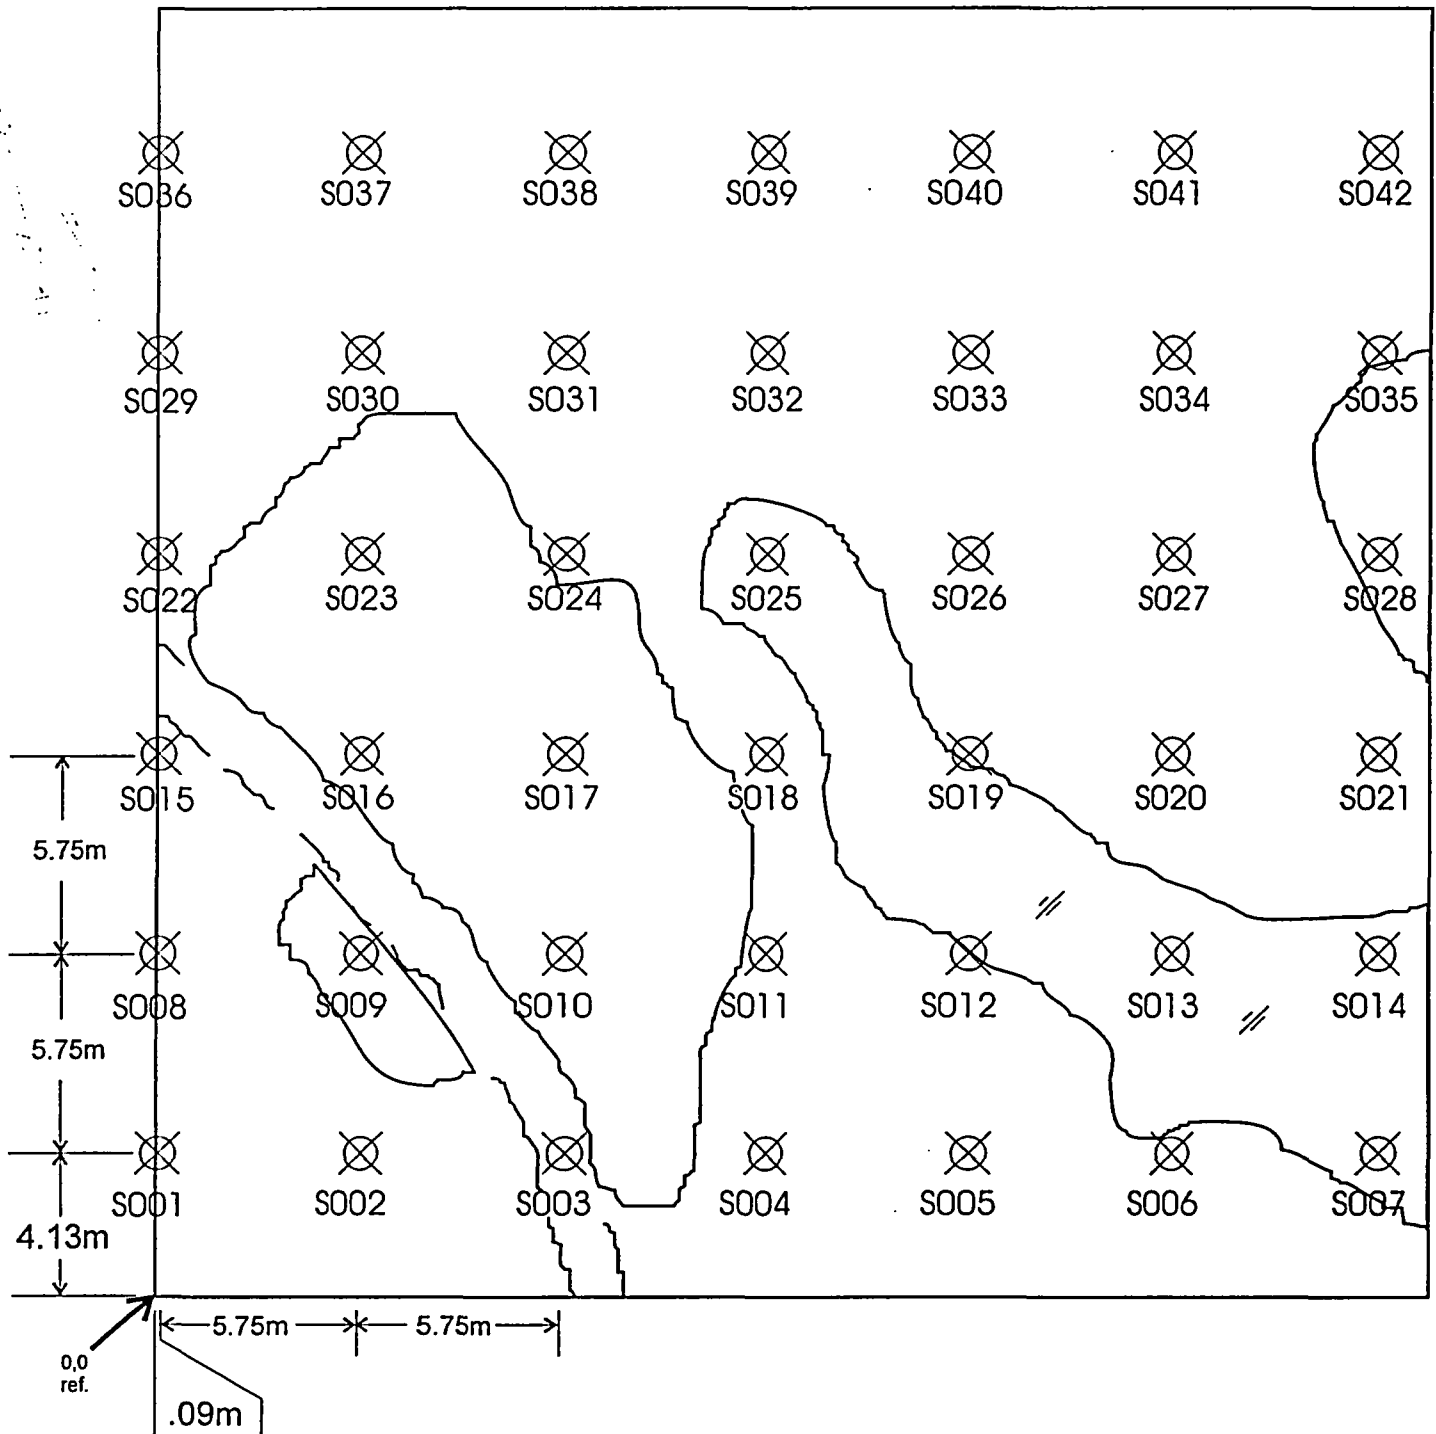 S036 S037 S038 S039 S040 S041 S042
S029 S030 S031 S032 S033 S034 S035
S022 S023 S024 S025 S026 S027 S028
S015 S016 S017 S018 S019 S020 S021
5.75m
S008 S009 S010 S011 S012 S013 S014
5.75m
S001 S002 S003 S004 S005 S006 S007
4.13m
5.75m 5.75m
0,0
ref.
.09m